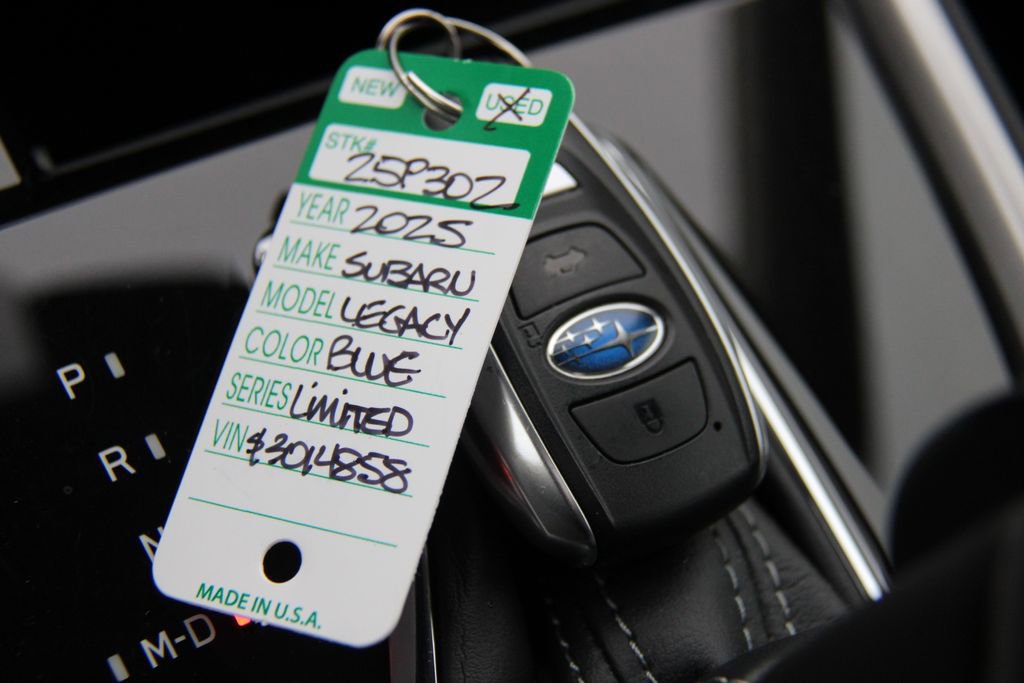 NEW USED
STK#
25P302
YEAR 2025
MAKE SUBARU
MODEL LEGACY
COLOR BLUE
SERIES LIMITED
VIN $3014858
MADE IN U.S.A.
P
R
N
M-D